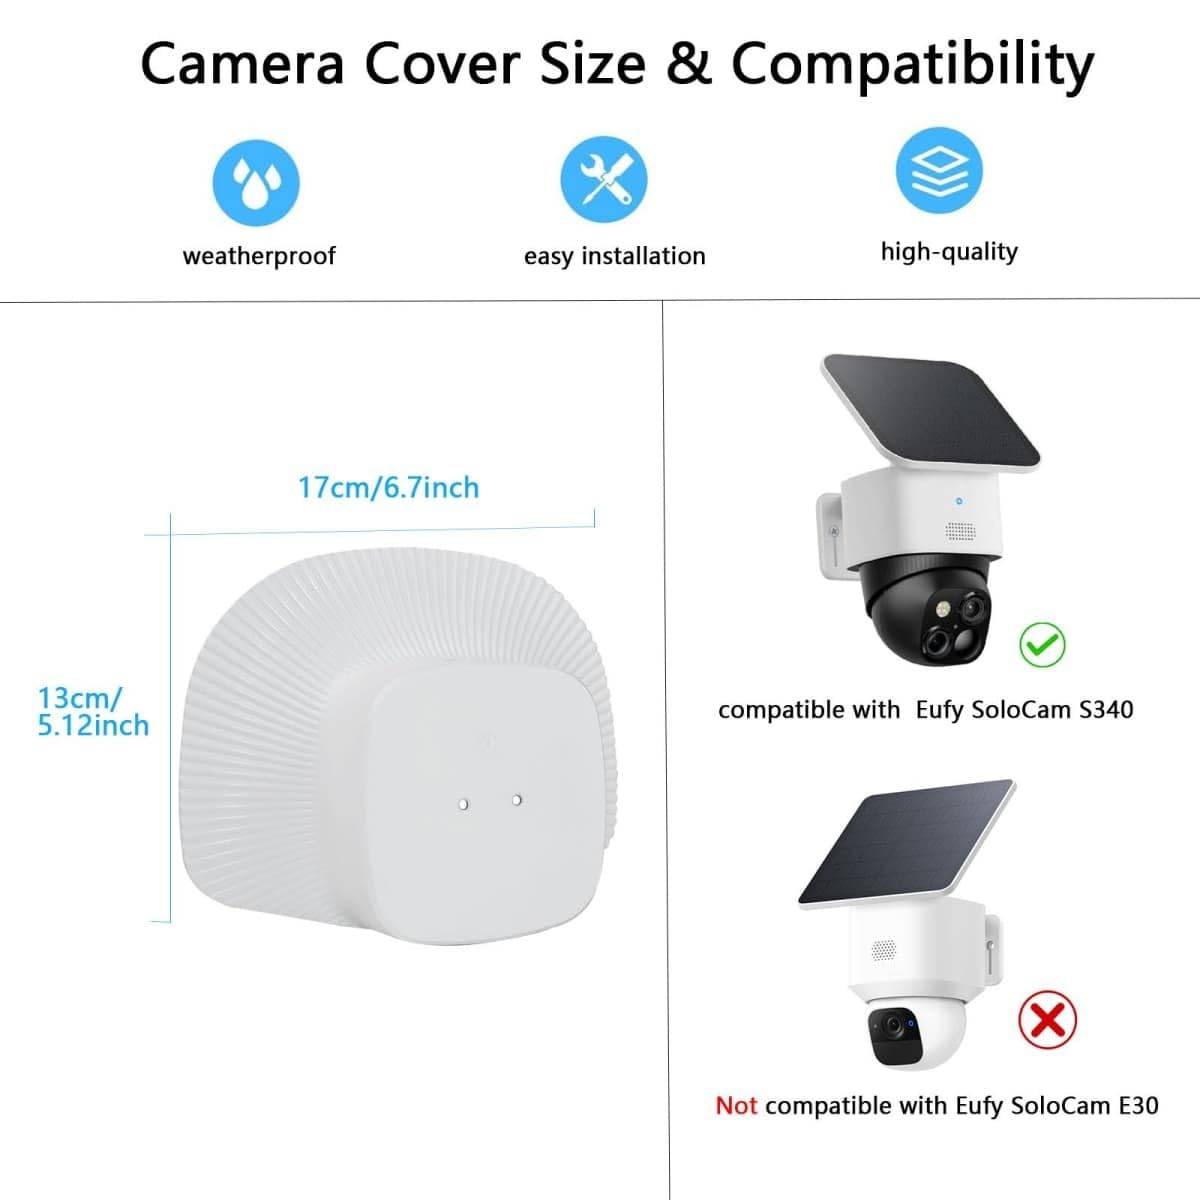 Camera Cover Size & Compatibility
weatherproof
easy installation
high-quality
17cm/6.7inch
13cm/
5.12inch
compatible with Eufy SoloCam S340
Not compatible with Eufy SoloCam E30